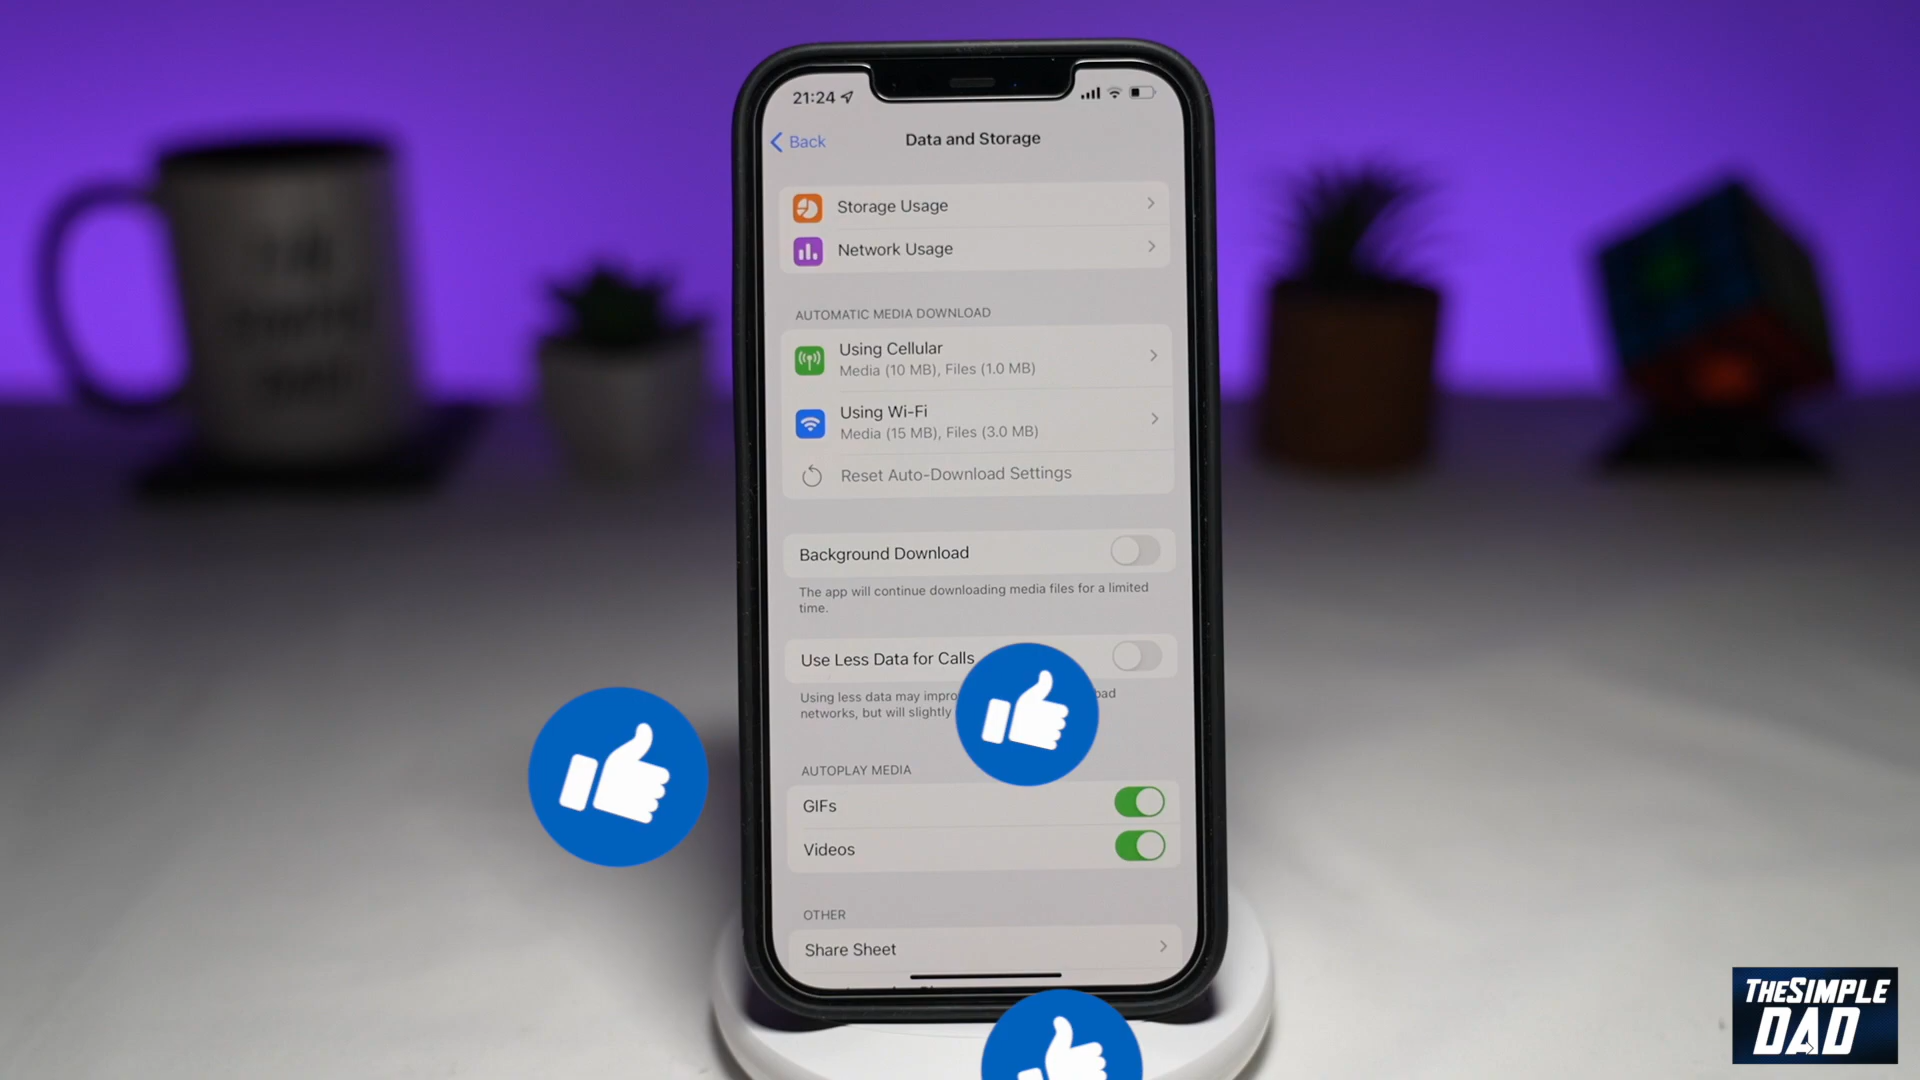 21:24
Back
Data and Storage
Storage Usage
Network Usage
AUTOMATIC MEDIA DOWNLOAD
Using Cellular
Media (10 MB), Files (1.0 MB)
Using Wi-Fi
Media (15 MB), Files (3.0 MB)
Reset Auto-Download Settings
Background Download
The app will continue downloading media files for a limited
time.
Use Less Data for Calls
Using less data may
networks, but will slightly
AUTOPLAY MEDIA
GIFs
Videos
OTHER
Share Sheet
THE SIMPLE
DAD